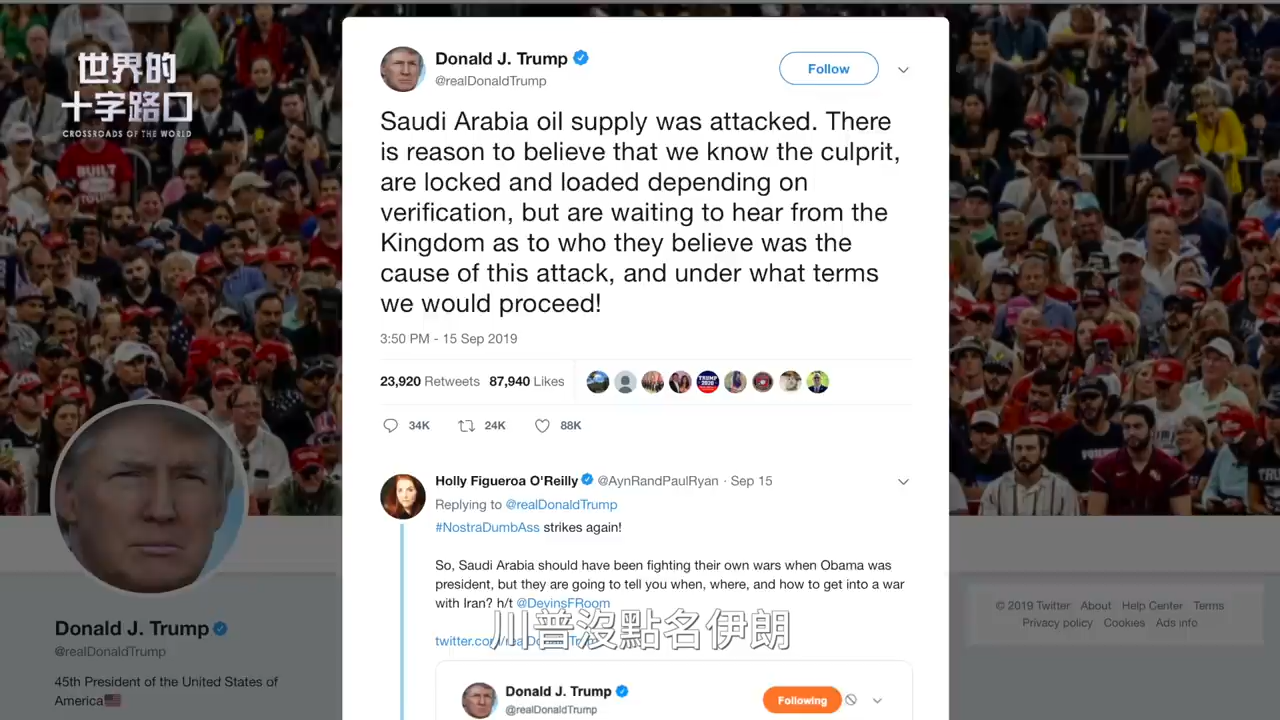 世界的
十字路口
CROSSROADS OF THE WORLD
BUILT
Donald J. Trump
@realDonaldTrump
Follow
Saudi Arabia oil supply was attacked. There
is reason to believe that we know the culprit,
are locked and loaded depending on
verification, but are waiting to hear from the
Kingdom as to who they believe was the
cause of this attack, and under what terms
we would proceed!
3:50 PM - 15 Sep 2019
23,920 Retweets 87,940 Likes
TRUMP
2020
34K 24K 88K
Holly Figueroa O'Reilly @AynRandPaulRyan · Sep 15
Replying to @realDonaldTrump
#NostraDumbAss strikes again!
So, Saudi Arabia should have been fighting their own wars when Obama was
president, but they are going to tell you when, where, and how to get into a war
with Iran? h/t @DevinsFRoom
川普沒點名伊朗
Donald J. Trump
@realDonaldTrump
Following
Donald J. Trump
@realDonaldTrump
45th President of the United States of
America
© 2019 Twitter About Help Center Terms
Privacy policy Cookies Ads info